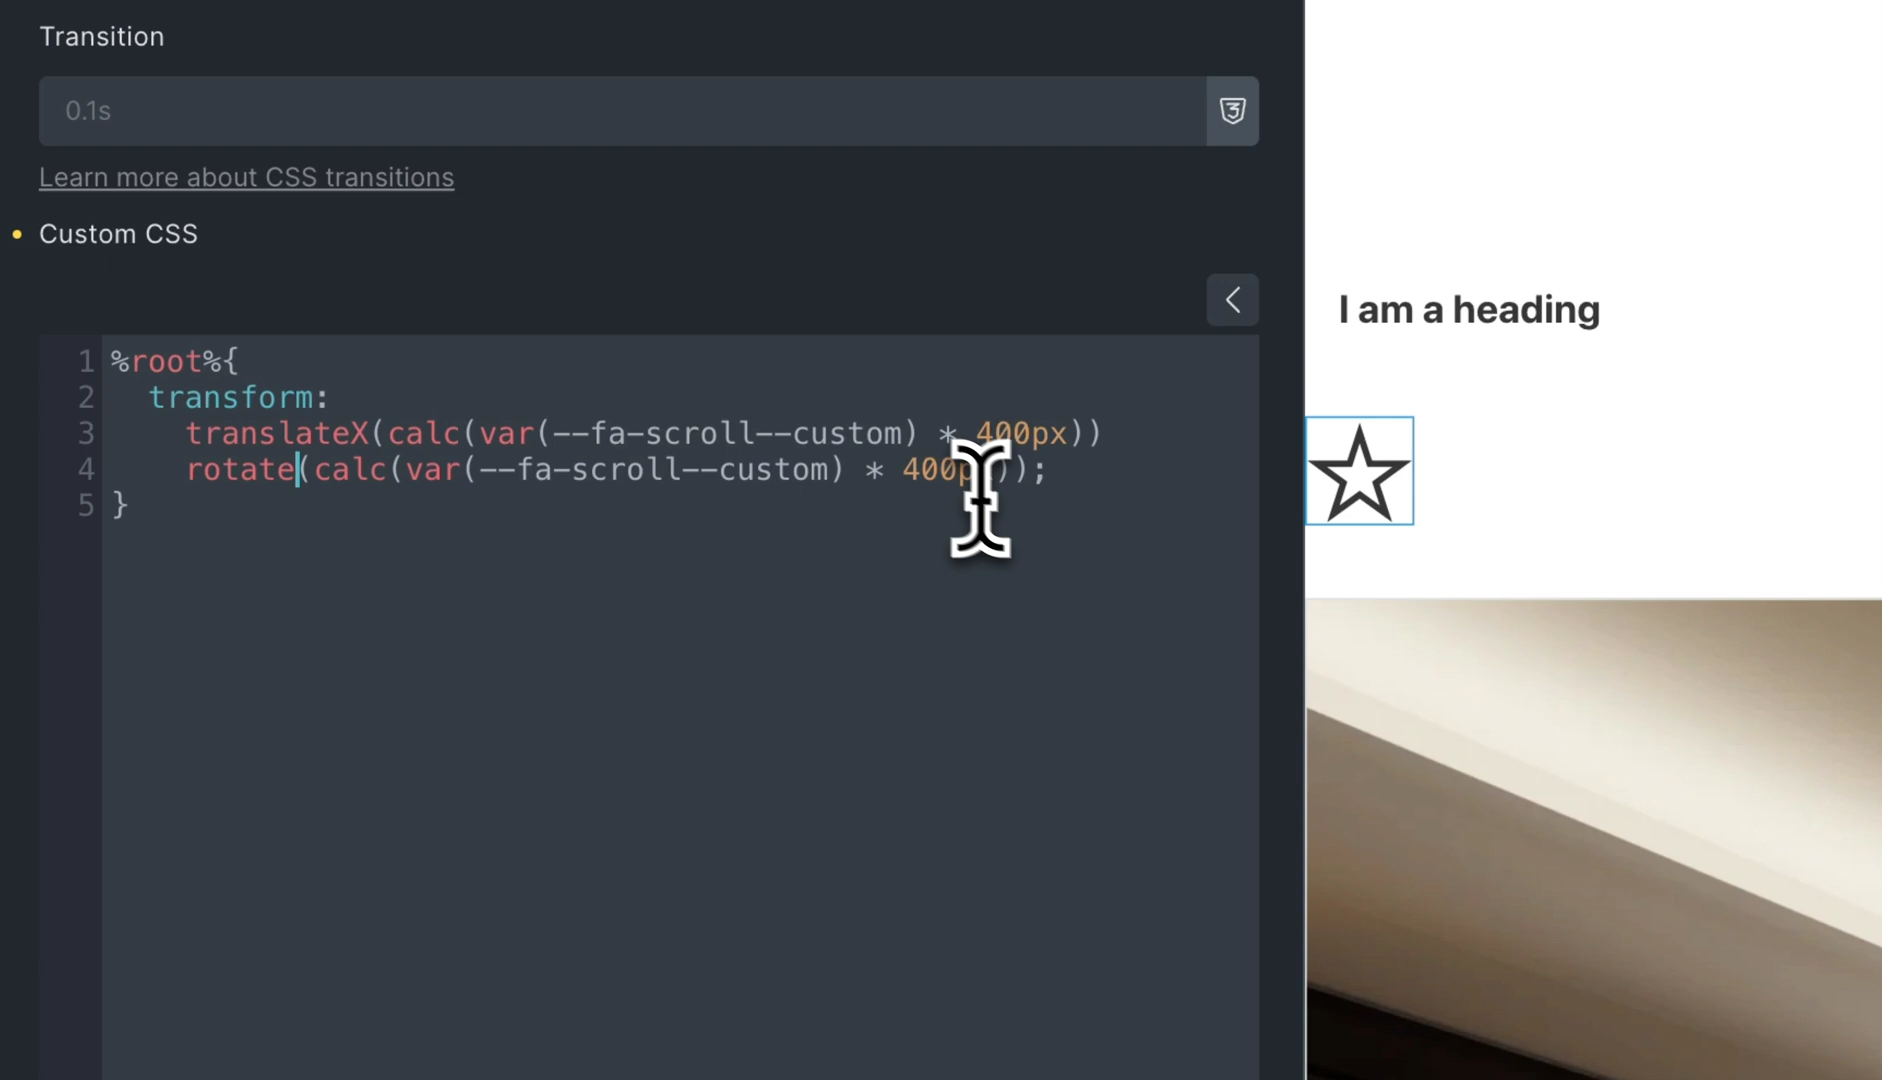 Transition
0.1s
Learn more about CSS transitions
Custom CSS
1 %root%{
2 transform:
3 translateX(calc(var(--fa-scroll--custom) * 400px))
4 rotate(calc(var(--fa-scroll--custom) * 400p));
5 }
I am a heading